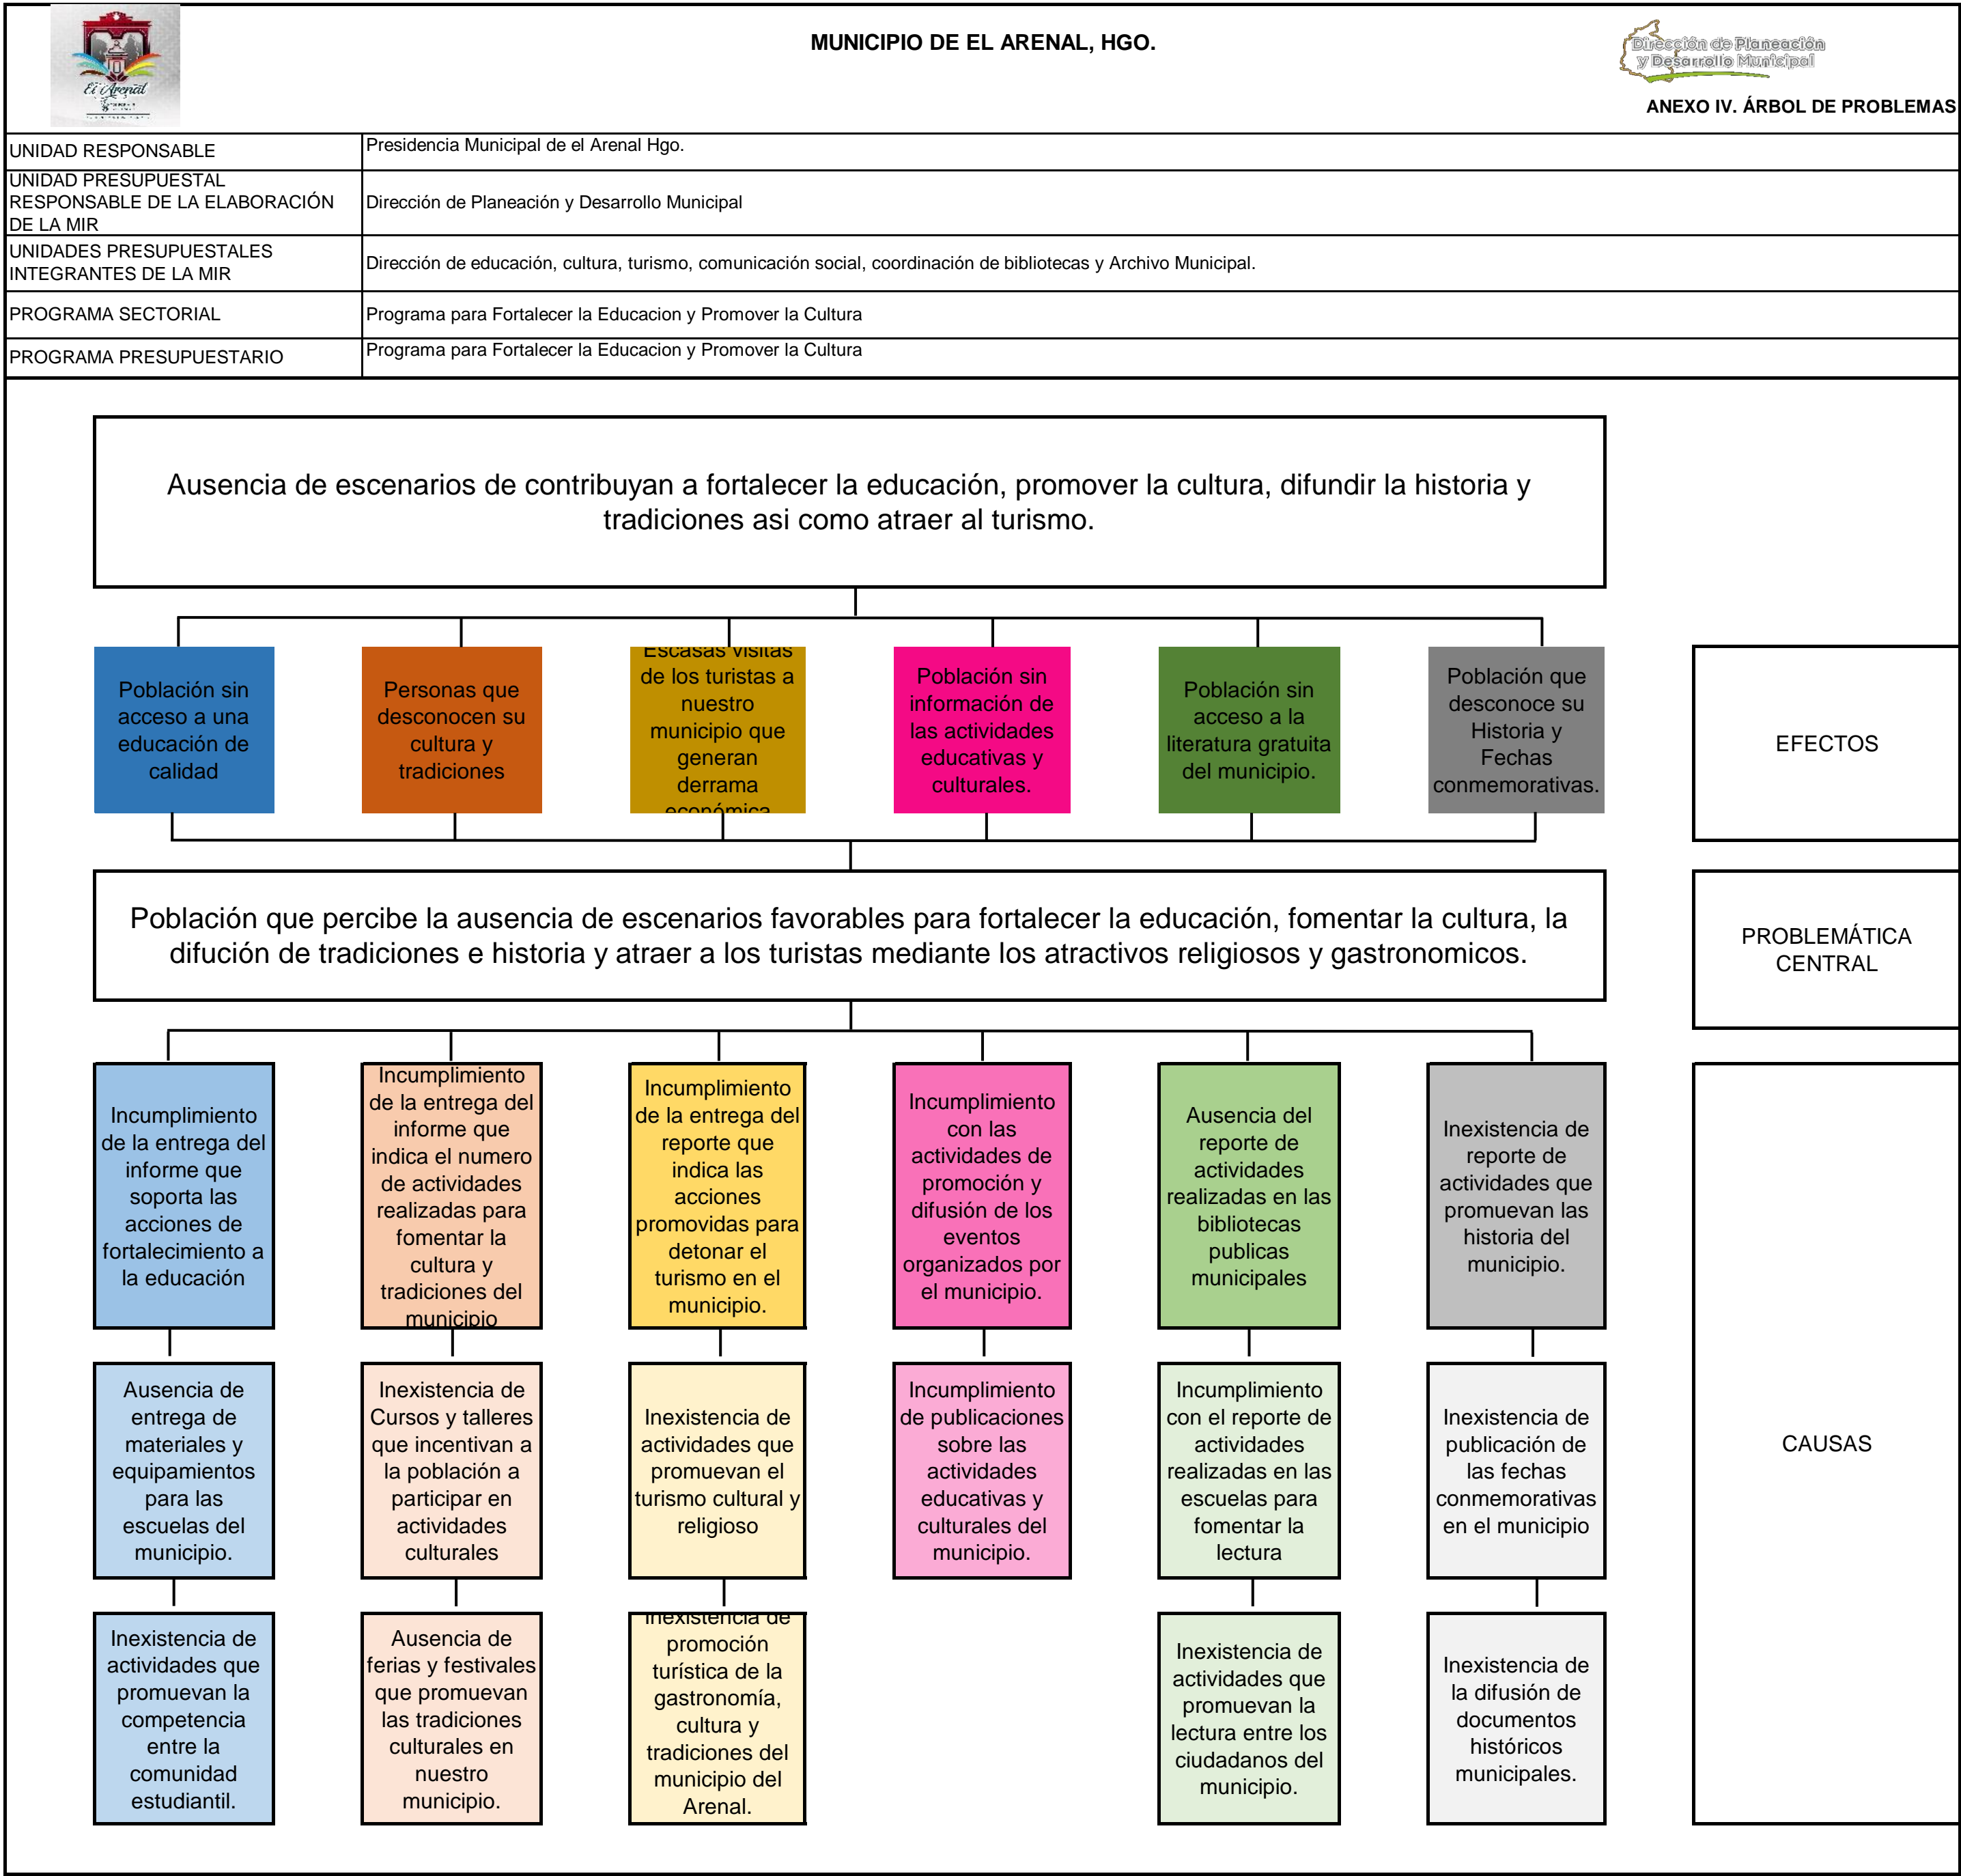 El Arenal
MUNICIPIO DE EL ARENAL, HGO.
Dirección de Planeación
y Desarrollo Municipal
ANEXO IV. ÁRBOL DE PROBLEMAS
UNIDAD RESPONSABLE
Presidencia Municipal de el Arenal Hgo.
UNIDAD PRESUPUESTAL
RESPONSABLE DE LA ELABORACIÓN
DE LA MIR
Dirección de Planeación y Desarrollo Municipal
UNIDADES PRESUPUESTALES
INTEGRANTES DE LA MIR
Dirección de educación, cultura, turismo, comunicación social, coordinación de bibliotecas y Archivo Municipal.
PROGRAMA SECTORIAL
Programa para Fortalecer la Educacion y Promover la Cultura
PROGRAMA PRESUPUESTARIO
Programa para Fortalecer la Educacion y Promover la Cultura
Ausencia de escenarios de contribuyan a fortalecer la educación, promover la cultura, difundir la historia y
tradiciones asi como atraer al turismo.
Población sin
acceso a una
educación de
calidad
Personas que
desconocen su
cultura y
tradiciones
Escasas visitas
de los turistas a
nuestro
municipio que
generan
derrama
económica
Población sin
información de
las actividades
educativas y
culturales.
Población sin
acceso a la
literatura gratuita
del municipio.
Población que
desconoce su
Historia y
Fechas
conmemorativas.
EFECTOS
Población que percibe la ausencia de escenarios favorables para fortalecer la educación, fomentar la cultura, la
difución de tradiciones e historia y atraer a los turistas mediante los atractivos religiosos y gastronomicos.
PROBLEMÁTICA
CENTRAL
Incumplimiento
de la entrega del
informe que
soporta las
acciones de
fortalecimiento a
la educación
Incumplimiento
de la entrega del
informe que
indica el numero
de actividades
realizadas para
fomentar la
cultura y
tradiciones del
municipio
Incumplimiento
de la entrega del
reporte que
indica las
acciones
promovidas para
detonar el
turismo en el
municipio.
Incumplimiento
con las
actividades de
promoción y
difusión de los
eventos
organizados por
el municipio.
Ausencia del
reporte de
actividades
realizadas en las
bibliotecas
publicas
municipales
Inexistencia de
reporte de
actividades que
promuevan las
historia del
municipio.
Ausencia de
entrega de
materiales y
equipamientos
para las
escuelas del
municipio.
Inexistencia de
Cursos y talleres
que incentivan a
la población a
participar en
actividades
culturales
Inexistencia de
actividades que
promuevan el
turismo cultural y
religioso
Incumplimiento
de publicaciones
sobre las
actividades
educativas y
culturales del
municipio.
Incumplimiento
con el reporte de
actividades
realizadas en las
escuelas para
fomentar la
lectura
Inexistencia de
publicación de
las fechas
conmemorativas
en el municipio
CAUSAS
Inexistencia de
actividades que
promuevan la
competencia
entre la
comunidad
estudiantil.
Ausencia de
ferias y festivales
que promuevan
las tradiciones
culturales en
nuestro
municipio.
Inexistencia de
promoción
turística de la
gastronomía,
cultura y
tradiciones del
municipio del
Arenal.
Inexistencia de
actividades que
promuevan la
lectura entre los
ciudadanos del
municipio.
Inexistencia de
la difusión de
documentos
históricos
municipales.